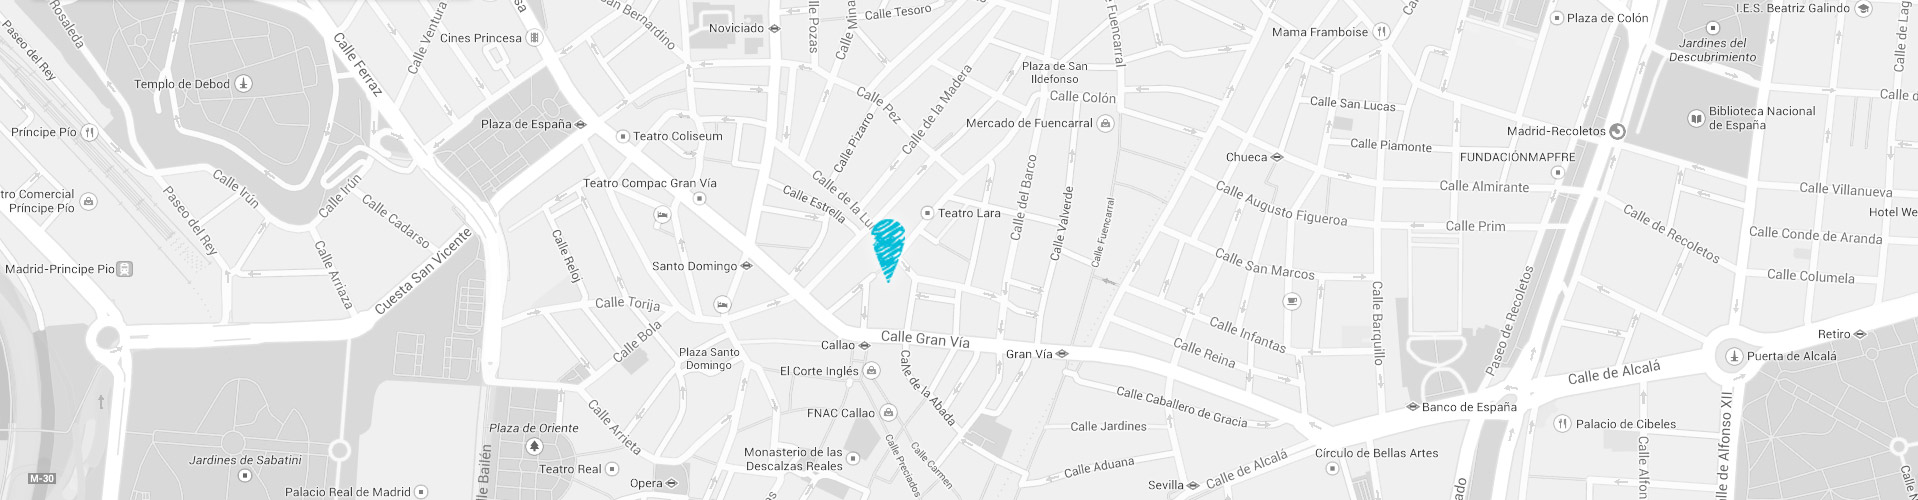 Rosaleda
Paseo del Rey
Calle Ventura
San Bernardino
Cines Princesa
Noviciado
Calle Pozas
Calle Tesoro
Plaza de San
Ildefonso
Calle Colón
Mama Framboise
Plaza de Colón
I.E.S. Beatriz Galindo
Jardines del
Descubrimiento
Calle de Lag
Templo de Debod
Calle Ferraz
Príncipe Pío
Plaza de España
Teatro Coliseum
Calle Pizarro
Calle Pez
Calle de la Madera
Mercado de Fuencarral
Calle San Lucas
Calle Piamonte
Madrid-Recoletos
Biblioteca Nacional
de España
Chueca
FUNDACIÓNMAPFRE
Calle Almirante
Calle Villanueva
tro Comercial
Príncipe Pío
Paseo del Rey
Calle Irún
Calle Irún
Calle Cadarso
Teatro Compac Gran Vía
Calle Estrella
Calle de la Lu
Teatro Lara
Calle del Barco
Calle Valverde
Calle Fuencarral
Calle Augusto Figueroa
Calle Prim
Calle de Recoletos
Hotel We
Calle Conde de Aranda
Madrid-Principe Pio
Calle Arriaza
Cuesta San Vicente
Calle Reloj
Santo Domingo
Calle San Marcos
Calle Columela
Calle Torija
Calle Bola
Calle Barquillo
Paseo de Recoletos
Calle Infantas
Calle Reina
Calle Gran Vía
Callao
Gran Vía
Plaza Santo
Domingo
El Corte Inglés
Calle de la Abada
Retiro
Puerta de Alcalá
Calle de Alcalá
Calle Caballero de Gracia
Banco de España
FNAC Callao
Calle Arrieta
Plaza de Oriente
Calle Jardines
Palacio de Cibeles
Calle Bailén
Calle Preciados
Calle Carmen
Monasterio de las
Descalzas Reales
Jardines de Sabatini
Teatro Real
Opera
Calle Aduana
Calle de Alcalá
Círculo de Bellas Artes
Sevilla
M-30
Palacio Real de Madrid
Calle Alfon
lle de Alfonso XII